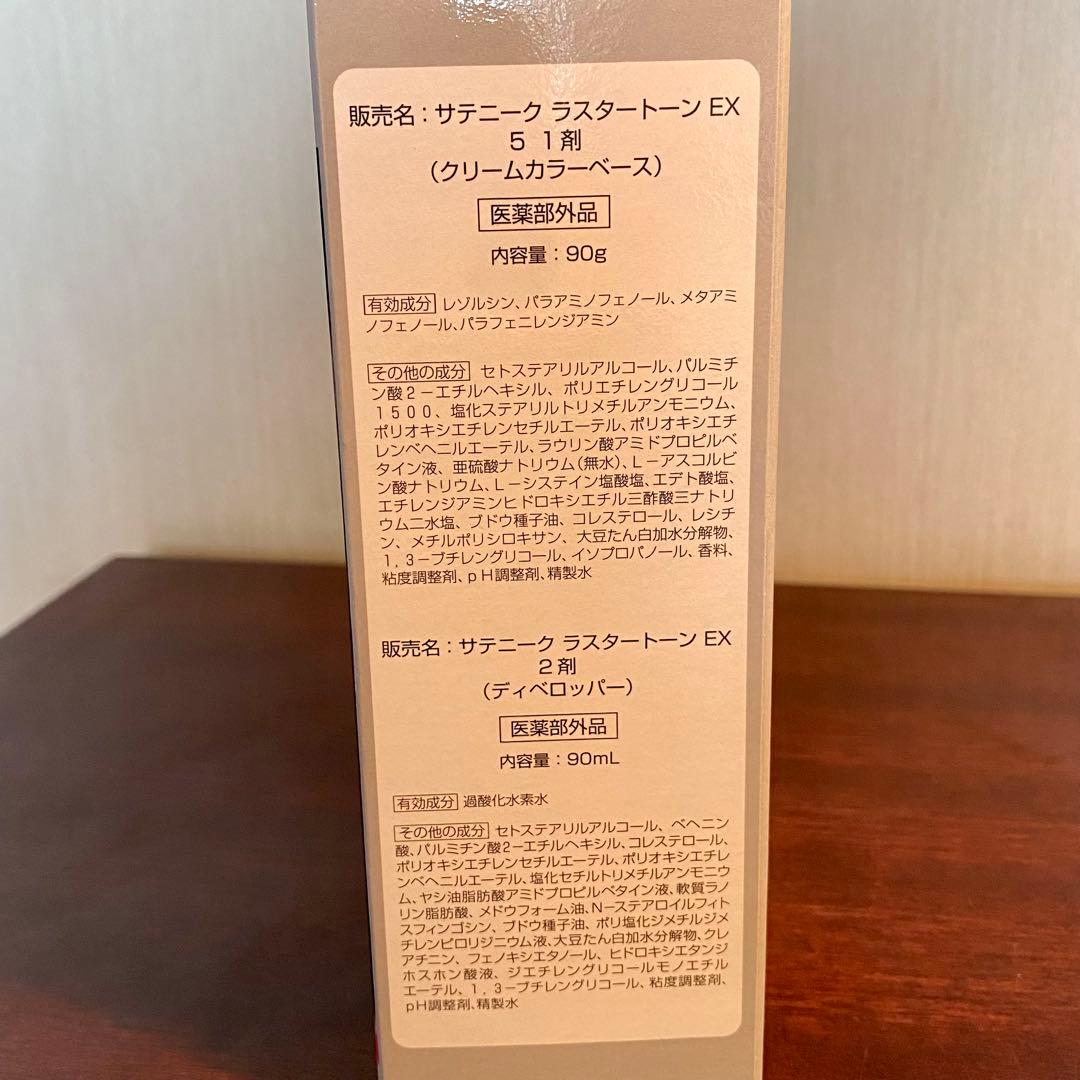 販売名：サテニーク ラスタートーン EX
５ １剤
（クリームカラーベース）
医薬部外品
内容量：90g
有効成分 レゾルシン、パラアミノフェノール、メタアミ
ノフェノール、パラフェニレンジアミン
その他の成分 セトステアリルアルコール、パルミチ
ン酸２－エチルヘキシル、ポリエチレングリコール
１５００、塩化ステアリルトリメチルアンモニウム、
ポリオキシエチレンセチルエーテル、ポリオキシエチ
レンベヘニルエーテル、ラウリン酸アミドプロピルベ
タイン液、亜硫酸ナトリウム（無水）、Ｌ－アスコルビ
ン酸ナトリウム、Ｌ－システイン塩酸塩、エデト酸塩、
エチレンジアミンヒドロキシエチル三酢酸三ナトリ
ウム二水塩、ブドウ種子油、コレステロール、レシチ
ン、メチルポリシロキサン、大豆たん白加水分解物、
１,３－ブチレングリコール、イソプロパノール、香料、
粘度調整剤、ｐＨ調整剤、精製水
販売名：サテニーク ラスタートーン EX
２剤
（ディベロッパー）
医薬部外品
内容量：90mL
有効成分 過酸化水素水
その他の成分 セトステアリルアルコール、ベヘニン
酸、パルミチン酸２－エチルヘキシル、コレステロール、
ポリオキシエチレンセチルエーテル、ポリオキシエチレ
ンベヘニルエーテル、塩化セチルトリメチルアンモニウ
ム、ヤシ油脂肪酸アミドプロピルベタイン液、軟質ラノ
リン脂肪酸、メドウフォーム油、Ｎ－ステアロイルフィト
スフィンゴシン、ブドウ種子油、ポリ塩化ジメチルジメ
チレンピロリジニウム液、大豆たん白加水分解物、クレ
アチニン、フェノキシエタノール、ヒドロキシエタンジ
ホスホン酸液、ジエチレングリコールモノエチル
エーテル、１,３－ブチレングリコール、粘度調整剤、
ｐＨ調整剤、精製水